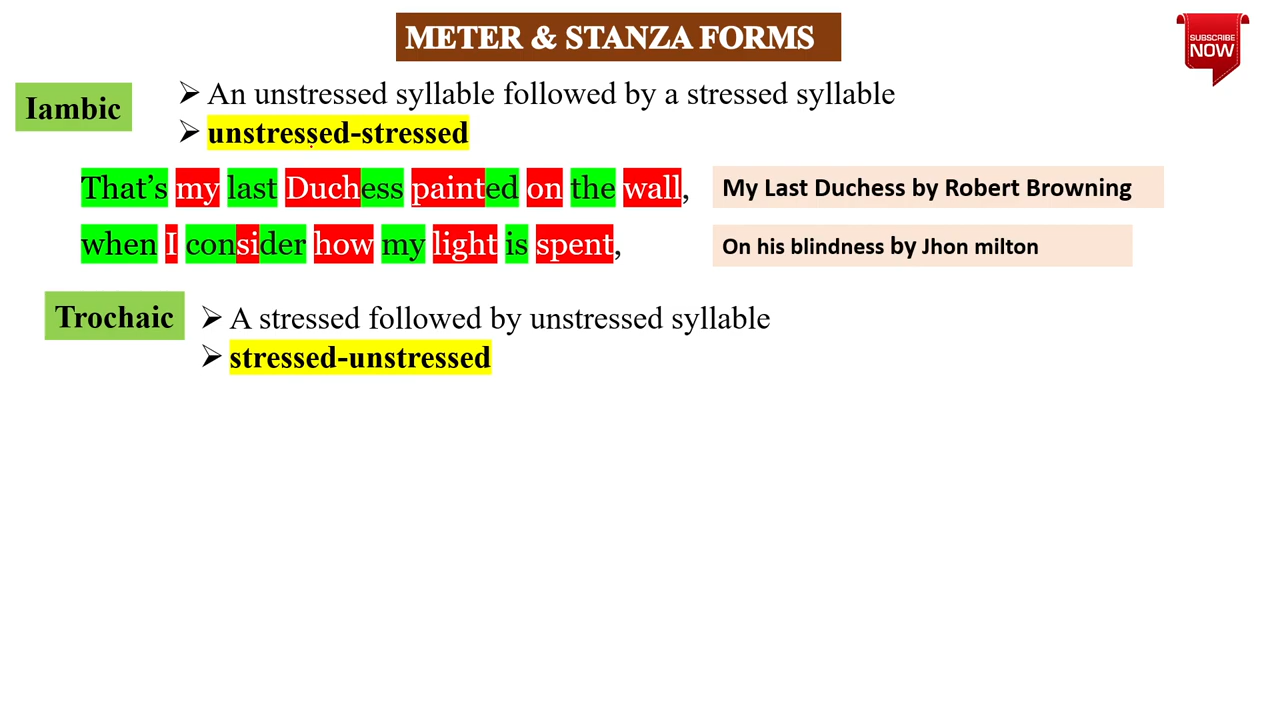 METER & STANZA FORMS
SUBSCRIBE
NOW
Iambic
➢ An unstressed syllable followed by a stressed syllable
➢ unstressed-stressed
That’s my last Duchess painted on the wall,
My Last Duchess by Robert Browning
when I consider how my light is spent,
On his blindness by Jhon milton
Trochaic
➢ A stressed followed by unstressed syllable
➢ stressed-unstressed